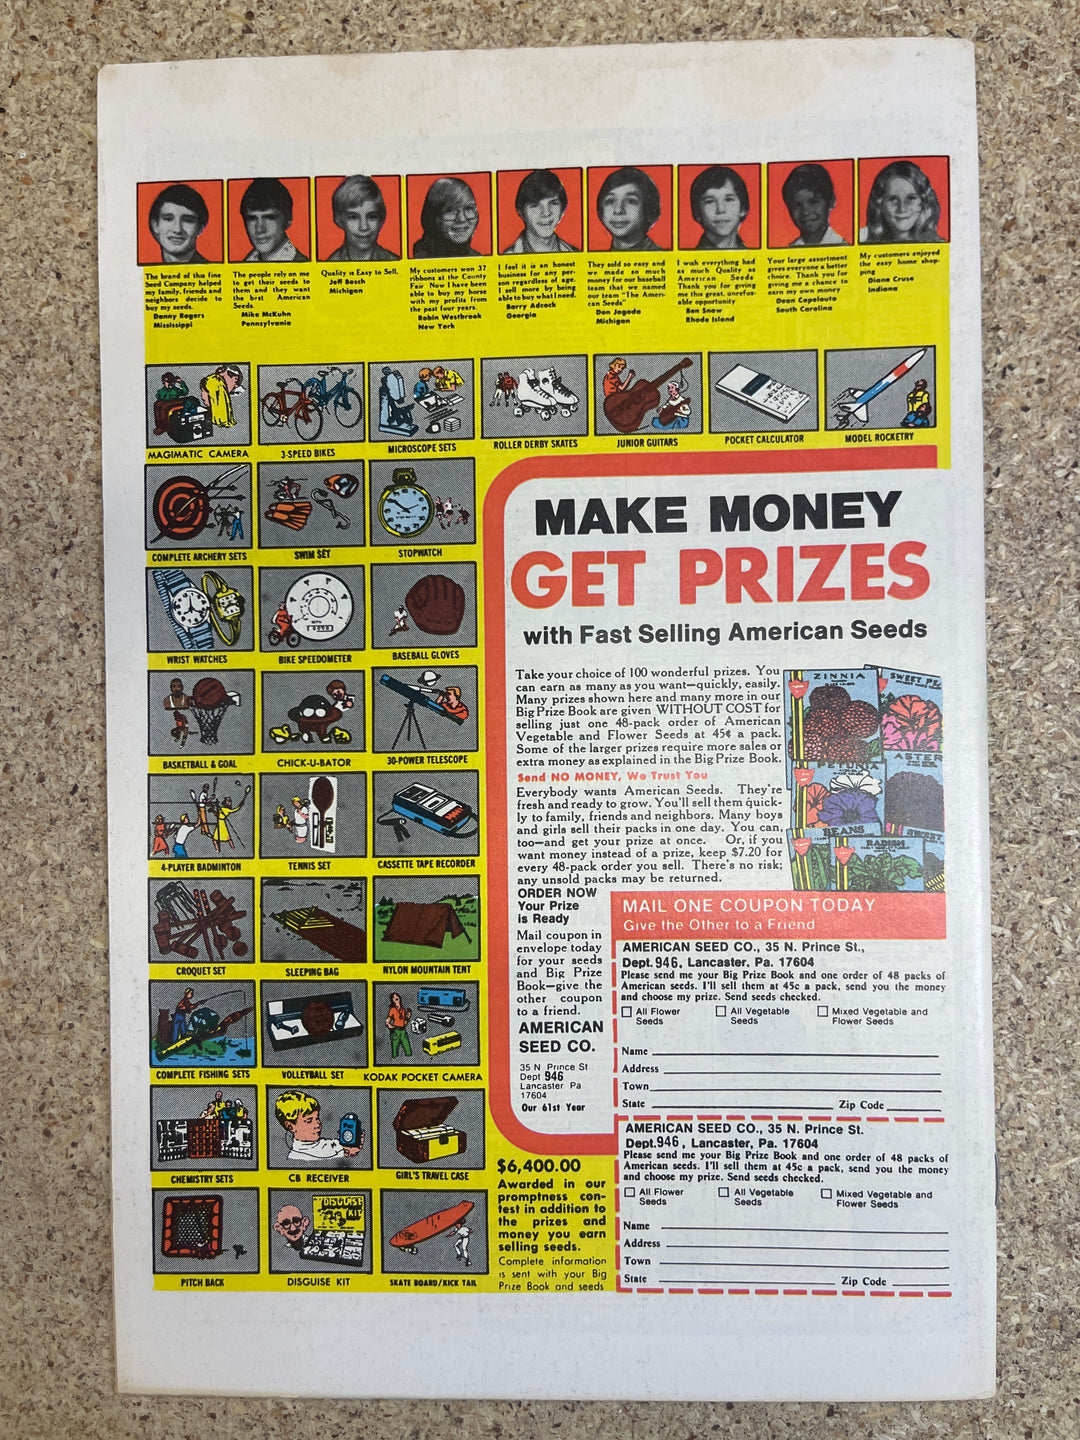 The brand of this fine
Seed Company helped
my family, friends and
neighbors decide to
buy my seeds.
Danny Rogers
Mississippi
The people rely on me
to get their seeds to
them and they want
the best American
Seeds.
Mike McKuhn
Pennsylvania
Quality is Easy to Sell.
Jeff Bosch
Michigan
My customers won 37
ribbons at the County
Fair Now I have been
able to buy my horse
with my profits from
the past four years.
Robin Westbrook
New York
I feel it is an honest
business for any per-
son regardless of age.
I sell more by being
able to buy what I need.
Berry Adcock
Georgia
They sold so easy and
we made so much
money for our baseball
team that we named
our team "The Ameri-
can Seeds"
Don Jagoda
Michigan
I wish everything had
as much Quality as
American Seeds
Thank you for giving
me this great, unrefus-
able opportunity
Ben Snow
Rhode Island
Your large assortment
gives everyone a better
choice. Thank you for
giving me a chance to
earn my own money
Dean Capelouto
South Carolina
My customers enjoyed
the easy home shop-
ping
Diana Cruse
Indiana
MAGIMATIC CAMERA
3-SPEED BIKES
MICROSCOPE SETS
ROLLER DERBY SKATES
JUNIOR GUITARS
POCKET CALCULATOR
MODEL ROCKETRY
COMPLETE ARCHERY SETS
SWIM SET
STOPWATCH
WRIST WATCHES
BIKE SPEEDOMETER
BASEBALL GLOVES
BASKETBALL & GOAL
CHICK-U-BATOR
30-POWER TELESCOPE
4-PLAYER BADMINTON
TENNIS SET
CASSETTE TAPE RECORDER
CROQUET SET
SLEEPING BAG
NYLON MOUNTAIN TENT
COMPLETE FISHING SETS
VOLLEYBALL SET
KODAK POCKET CAMERA
CHEMISTRY SETS
CB RECEIVER
GIRL'S TRAVEL CASE
DISGUISE
KIT
PITCH BACK
DISGUISE KIT
SKATE BOARD/KICK TAIL
MAKE MONEY
GET PRIZES
with Fast Selling American Seeds
Take your choice of 100 wonderful prizes. You
can earn as many as you want—quickly, easily.
Many prizes shown here and many more in our
Big Prize Book are given WITHOUT COST for
selling just one 48-pack order of American
Vegetable and Flower Seeds at 45¢ a pack.
Some of the larger prizes require more sales or
extra money as explained in the Big Prize Book.
Send NO MONEY, We Trust You
Everybody wants American Seeds. They're
fresh and ready to grow. You'll sell them quick-
ly to family, friends and neighbors. Many boys
and girls sell their packs in one day. You can,
too—and get your prize at once. Or, if you
want money instead of a prize, keep $7.20 for
every 48-pack order you sell. There's no risk;
any unsold packs may be returned.
ZINNIA
SWEET PE
ASTER
PETUNIA
BEANS
SWEET
RADISH
ORDER NOW
Your Prize
is Ready
Mail coupon in
envelope today
for your seeds
and Big Prize
Book—give the
other coupon
to a friend.
AMERICAN
SEED CO.
35 N Prince St
Dept 946
Lancaster Pa
17604
Our 61st Year
MAIL ONE COUPON TODAY
Give the Other to a Friend
AMERICAN SEED CO., 35 N. Prince St.,
Dept.946, Lancaster, Pa. 17604
Please send me your Big Prize Book and one order of 48 packs of
American seeds. I'll sell them at 45c a pack, send you the money
and choose my prize. Send seeds checked.
All Flower
Seeds
All Vegetable
Seeds
Mixed Vegetable and
Flower Seeds
Name
Address
Town
State Zip Code
AMERICAN SEED CO., 35 N. Prince St.
Dept.946, Lancaster, Pa. 17604
Please send me your Big Prize Book and one order of 48 packs of
American seeds. I'll sell them at 45c a pack, send you the money
and choose my prize. Send seeds checked.
All Flower
Seeds
All Vegetable
Seeds
Mixed Vegetable and
Flower Seeds
Name
Address
Town
State Zip Code
$6,400.00
Awarded in our
promptness con-
test in addition to
the prizes and
money you earn
selling seeds.
Complete information
is sent with your Big
Prize Book and seeds